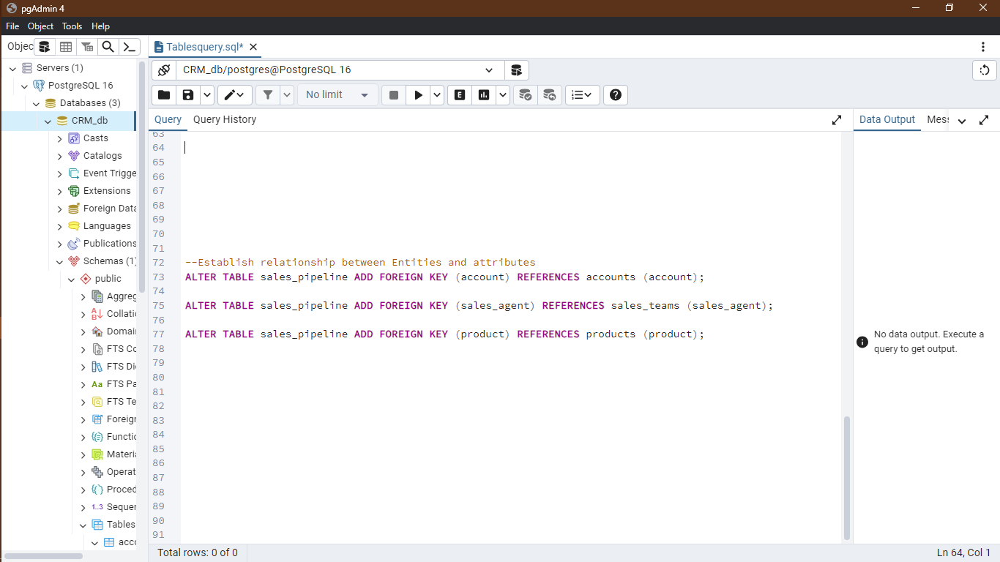 pgAdmin 4
File Object Tools Help
Objec
Tablesquery.sql*
Servers (1)
PostgreSQL 16
Databases (3)
CRM_db
Casts
Catalogs
Event Trigge
Extensions
Foreign Data
Languages
Publications
Schemas (1)
public
Aggreg
Collatio
Domai
FTS Co
FTS Di
Aa FTS Pa
FTS Te
Foreign
Functio
Materia
Operat
Proced
1..3 Sequen
Tables
acco
CRM_db/postgres@PostgreSQL 16
No limit
E
Query Query History
Data Output Mess
63
64
65
66
67
68
69
70
71
72 --Establish relationship between Entities and attributes
73 ALTER TABLE sales_pipeline ADD FOREIGN KEY (account) REFERENCES accounts (account);
74
75 ALTER TABLE sales_pipeline ADD FOREIGN KEY (sales_agent) REFERENCES sales_teams (sales_agent);
76
77 ALTER TABLE sales_pipeline ADD FOREIGN KEY (product) REFERENCES products (product);
78
79
80
81
82
83
84
85
86
87
88
89
90
91
No data output. Execute a
query to get output.
Total rows: 0 of 0
Ln 64, Col 1